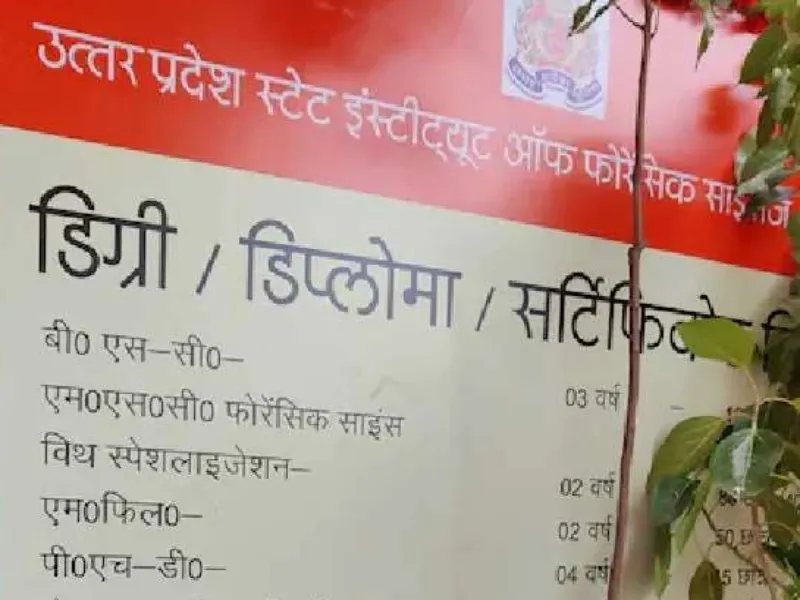 उत्तर प्रदेश स्टेट इंस्टीट्यूट ऑफ फोरेंसिक
डिग्री / डिप्लोमा /
बी0 एस-सी0- 03 वर्ष -
एम0एस0सी0 फोरेंसिक साइंस
विथ स्पेशलाइजेशन- 02 वर्ष
एम0फिल0- 02 वर्ष 50
पी0एच-डी0- 04 वर्ष